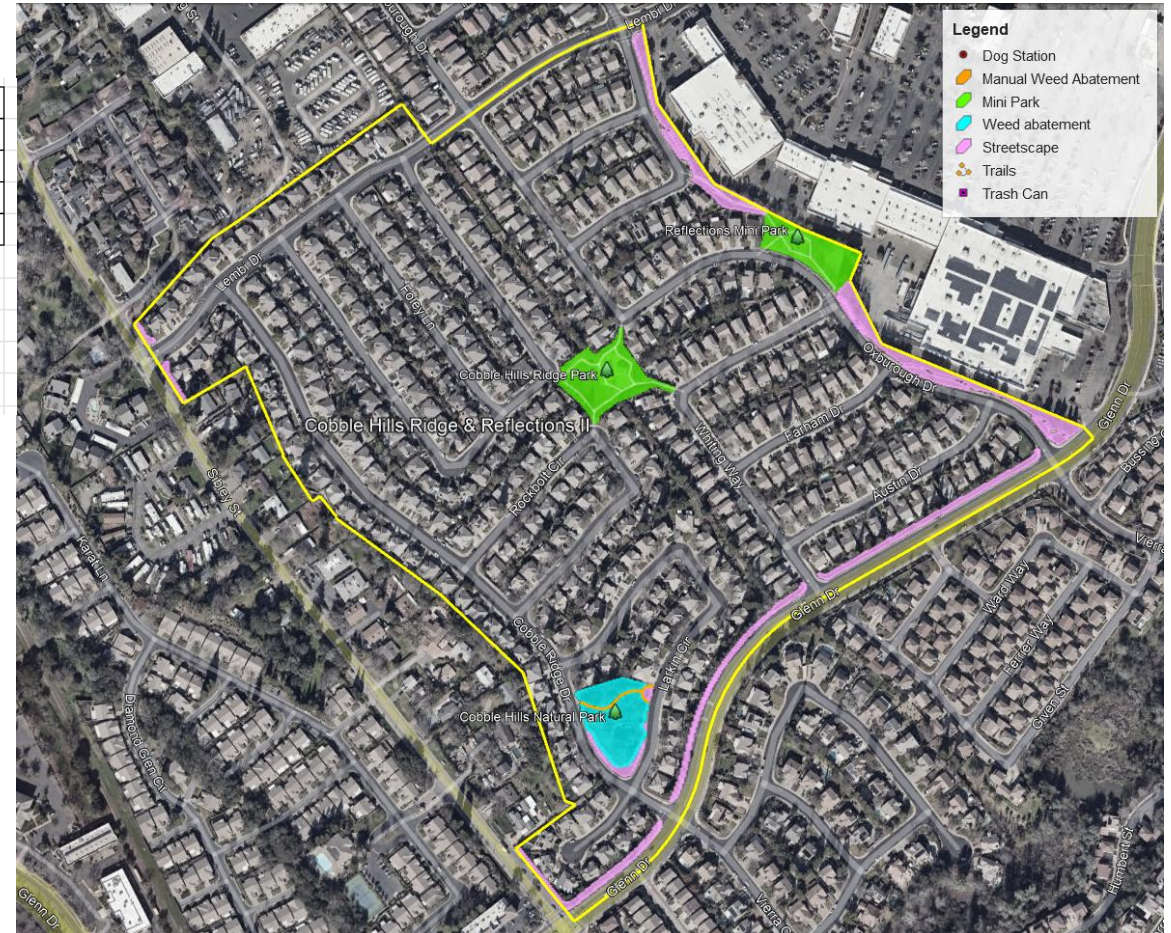 Lembi Dr
Legend
Dog Station
Manual Weed Abatement
Mini Park
Weed abatement
Streetscape
Trails
Trash Can
Reflections Mini Park
Lembi Dr
Foley Ln
Oxburough Dr
Cobble Hills Ridge Park
Glenn Dr
Farnam Dr
Cobble Hills Ridge & Reflections II
Whiting Way
Rockbolt Cir
Austin Dr
Sibley St
Karat Ln
Ward Way
Glenn Dr
Ferrier Way
Cobble Ridge Dr
Larkin Cir
Given St
Diamond Glen Ct
Cobble Hills Natural Park
Humbert St
Glenn Dr
Glenn Dr